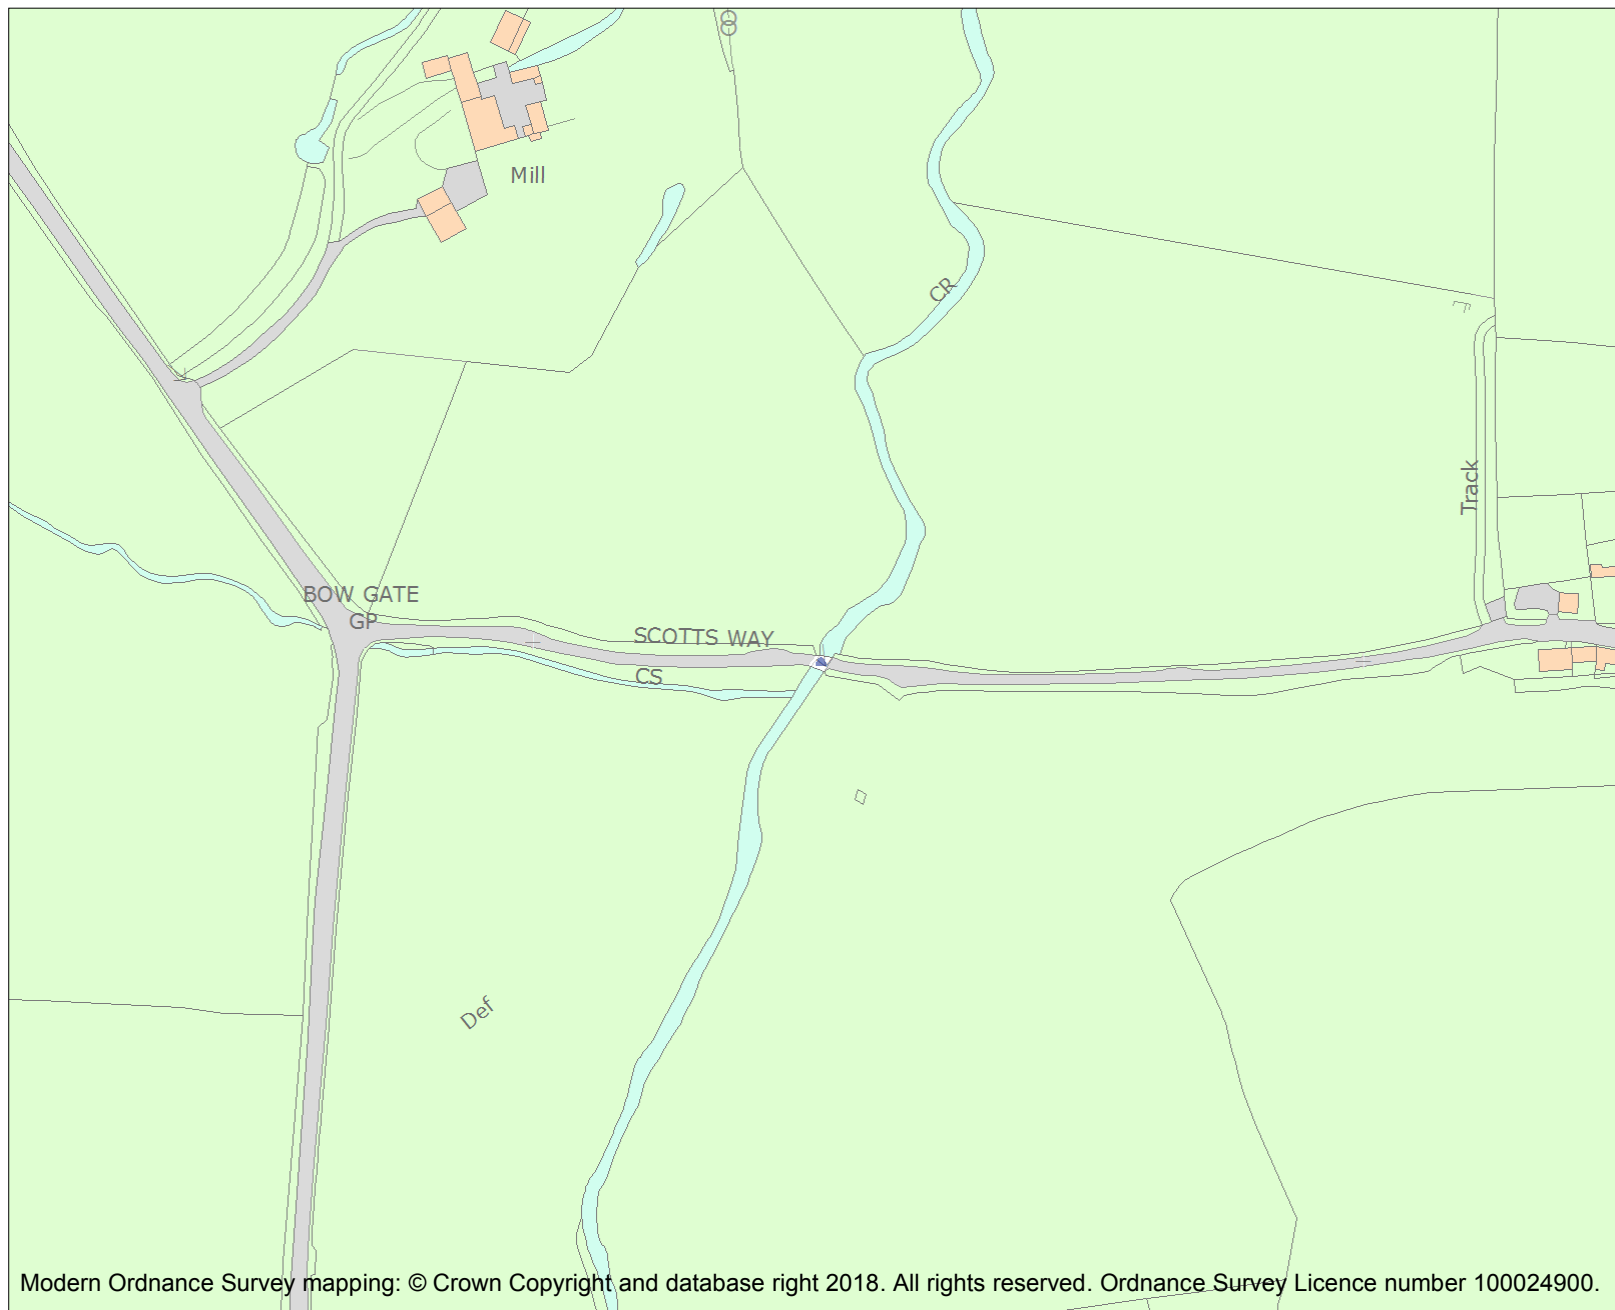 Mill
CR
Track
BOW GATE
GP
SCOTTS WAY
CS
Def
Modern Ordnance Survey mapping: © Crown Copyright and database right 2018. All rights reserved. Ordnance Survey Licence number 100024900.